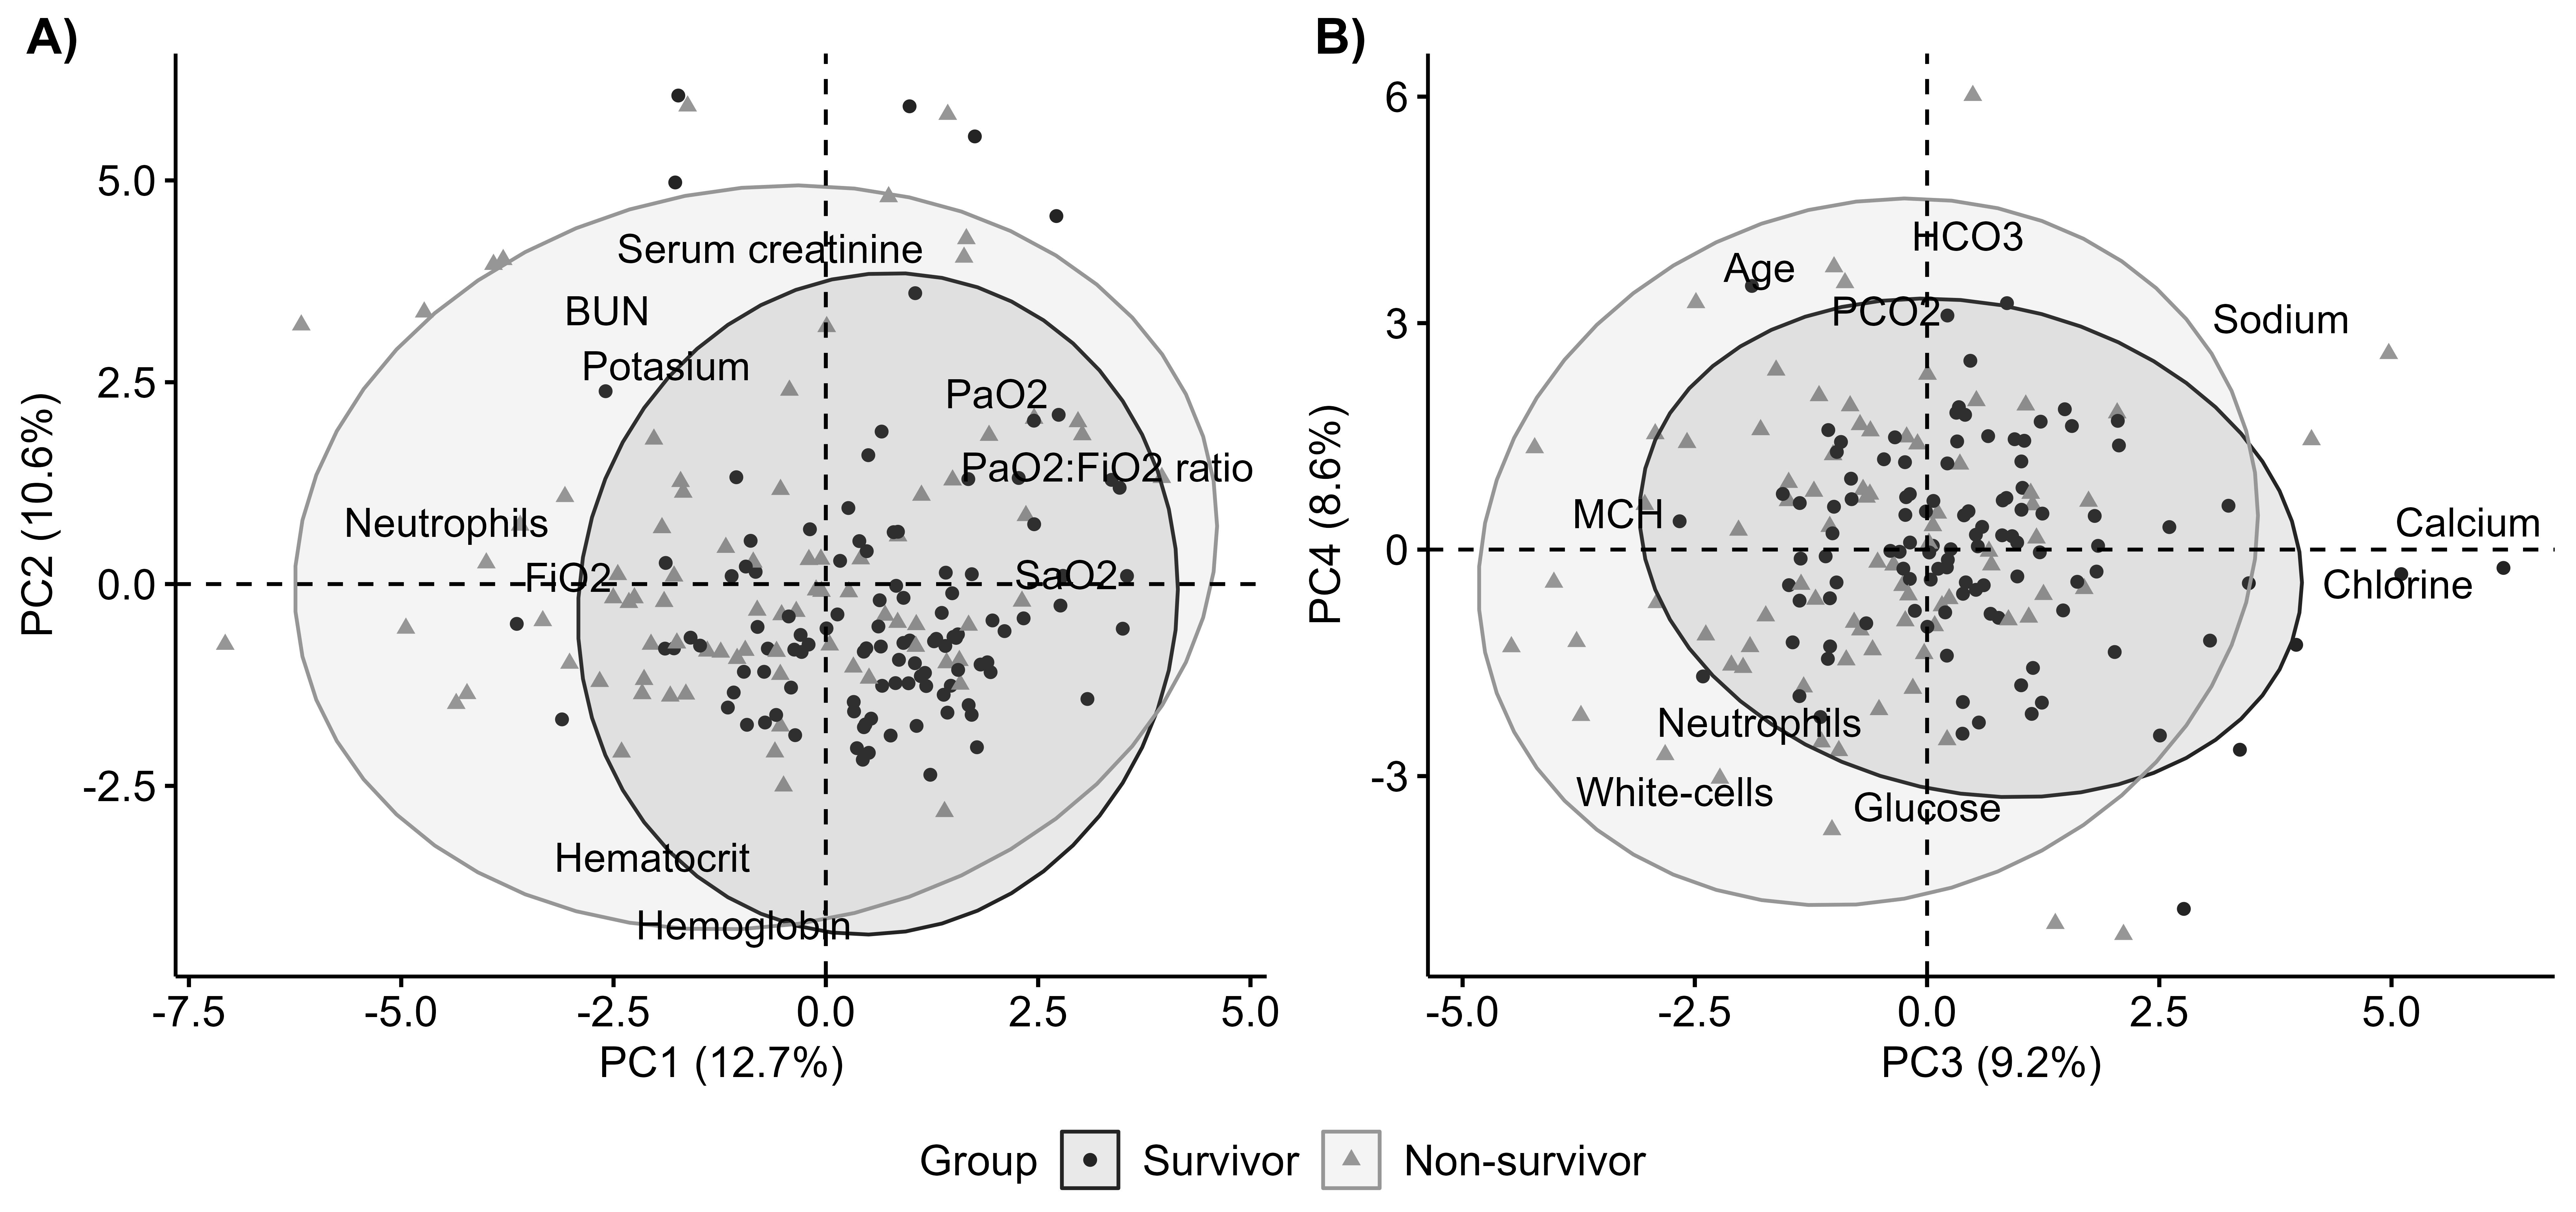 A)
5.0
2.5
0.0
-2.5
PC2 (10.6%)
Serum creatinine
BUN
Potasium
PaO2
PaO2:FiO2 ratio
Neutrophils
FiO2
SaO2
Hematocrit
Hemoglobin
-7.5 -5.0 -2.5 0.0 2.5 5.0
PC1 (12.7%)
B)
6
3
0
-3
PC4 (8.6%)
HCO3
Age
PCO2
Sodium
MCH
Calcium
Chlorine
Neutrophils
White-cells
Glucose
-5.0 -2.5 0.0 2.5 5.0
PC3 (9.2%)
Group Survivor Non-survivor